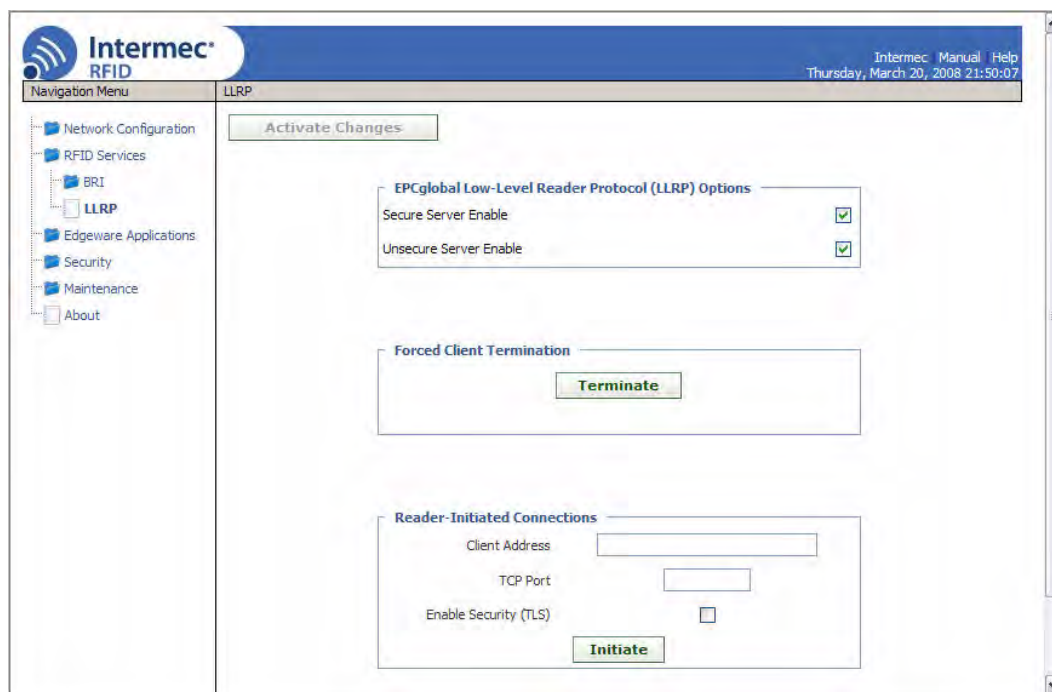 Intermec
RFID
Intermec Manual Help
Thursday, March 20, 2008 21:50:07
Navigation Menu
LLRP
Network Configuration
RFID Services
BRI
LLRP
Edgeware Applications
Security
Maintenance
About
Activate Changes
EPCglobal Low-Level Reader Protocol (LLRP) Options
Secure Server Enable
Unsecure Server Enable
Forced Client Termination
Terminate
Reader-Initiated Connections
Client Address
TCP Port
Enable Security (TLS)
Initiate